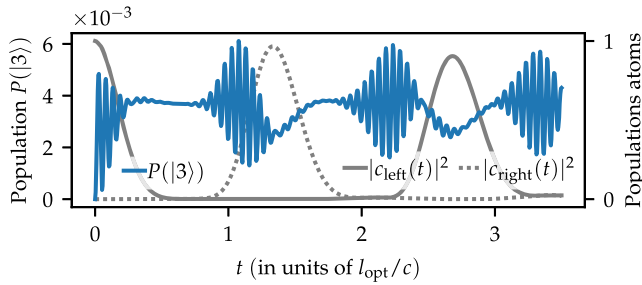 ×10⁻³
Population P(|3⟩)
6
4
2
0
P(|3⟩)
|c_left(t)|²
|c_right(t)|²
1
0
Populations atoms
0
1
2
3
t (in units of l_opt/c)